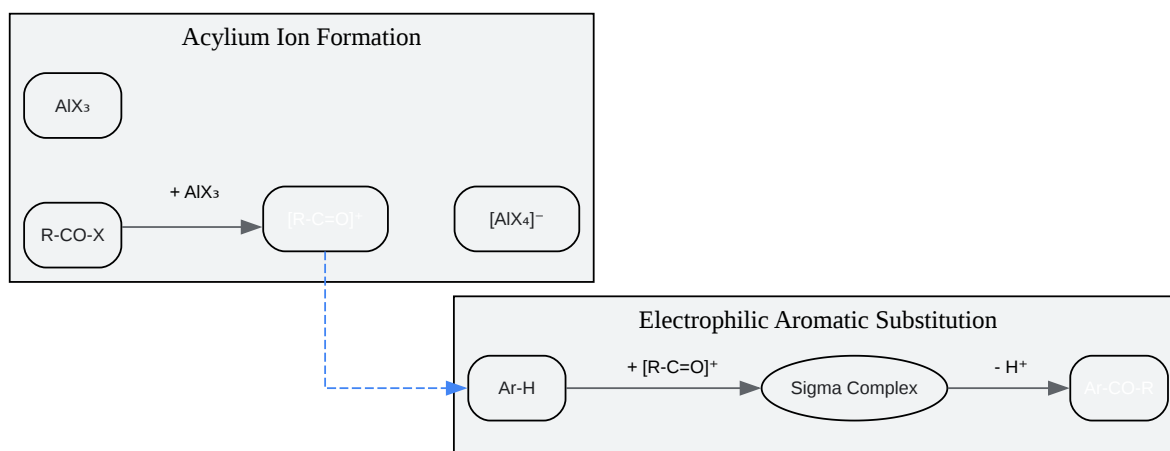 Acylium Ion Formation
AlX₃
+ AlX₃
R-CO-X
[R-C=O]⁺
[AlX₄]⁻
Electrophilic Aromatic Substitution
Ar-H
+ [R-C=O]⁺
Sigma Complex
- H⁺
Ar-CO-R